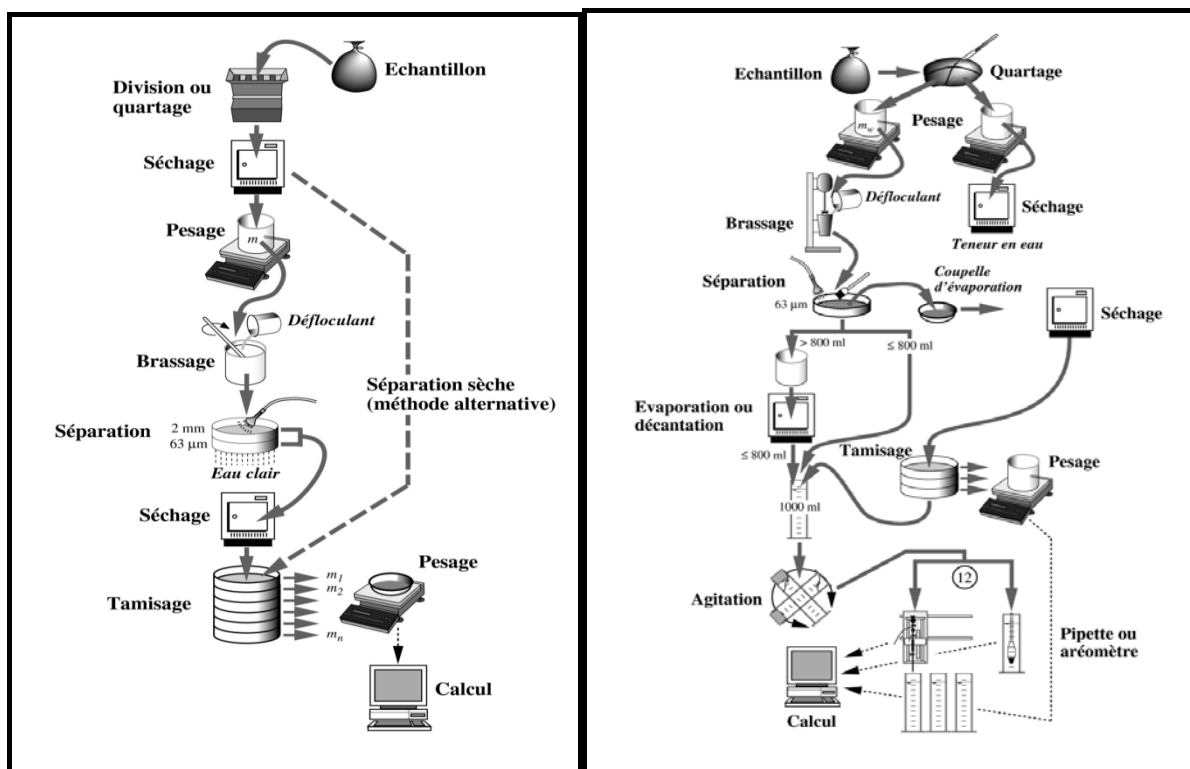 Echantillon
Division ou
quartage
Séchage
Pesage
m
Défloculant
Brassage
Séparation sèche
(méthode alternative)
Séparation
2 mm
63 µm
Eau clair
Séchage
Pesage
Tamisage
m1
m2
mn
Calcul
Echantillon
Quartage
Pesage
mw
Défloculant
Brassage
Séchage
Teneur en eau
Séparation
63 µm
Coupelle
d'évaporation
Séchage
> 800 ml
≤ 800 ml
Evaporation ou
décantation
≤ 800 ml
Tamisage
Pesage
1000 ml
Agitation
12
Pipette ou
aréomètre
Calcul